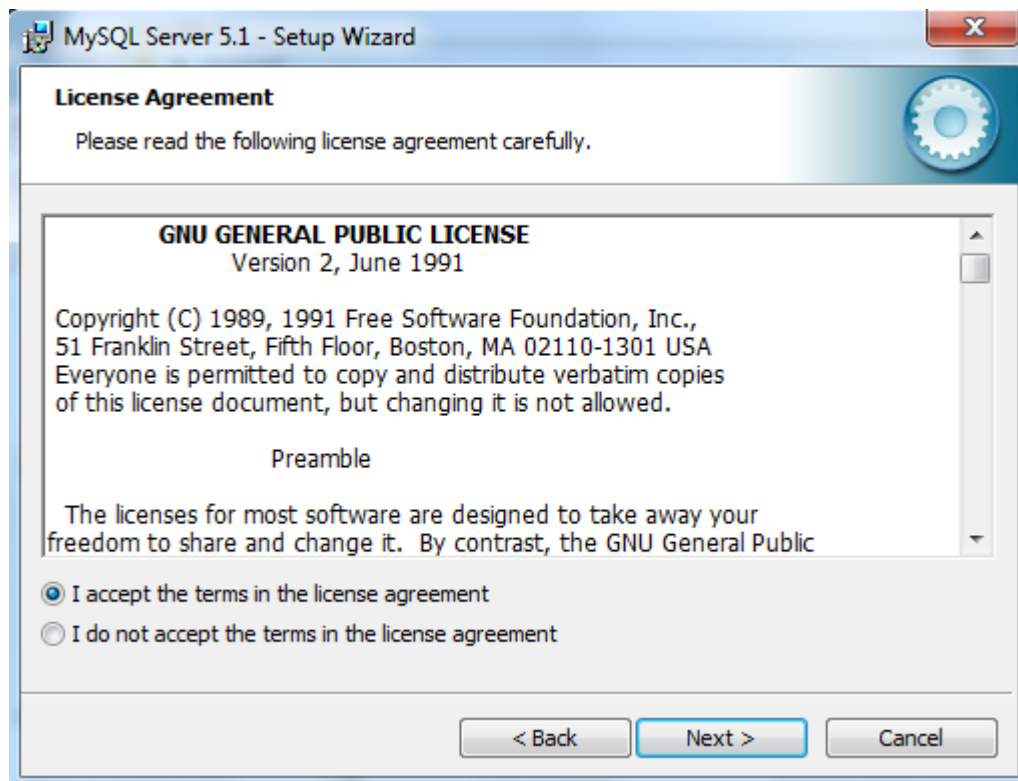 MySQL Server 5.1 - Setup Wizard
License Agreement
Please read the following license agreement carefully.
GNU GENERAL PUBLIC LICENSE
Version 2, June 1991
Copyright (C) 1989, 1991 Free Software Foundation, Inc.,
51 Franklin Street, Fifth Floor, Boston, MA 02110-1301 USA
Everyone is permitted to copy and distribute verbatim copies
of this license document, but changing it is not allowed.
Preamble
The licenses for most software are designed to take away your
freedom to share and change it. By contrast, the GNU General Public
I accept the terms in the license agreement
I do not accept the terms in the license agreement
< Back Next > Cancel